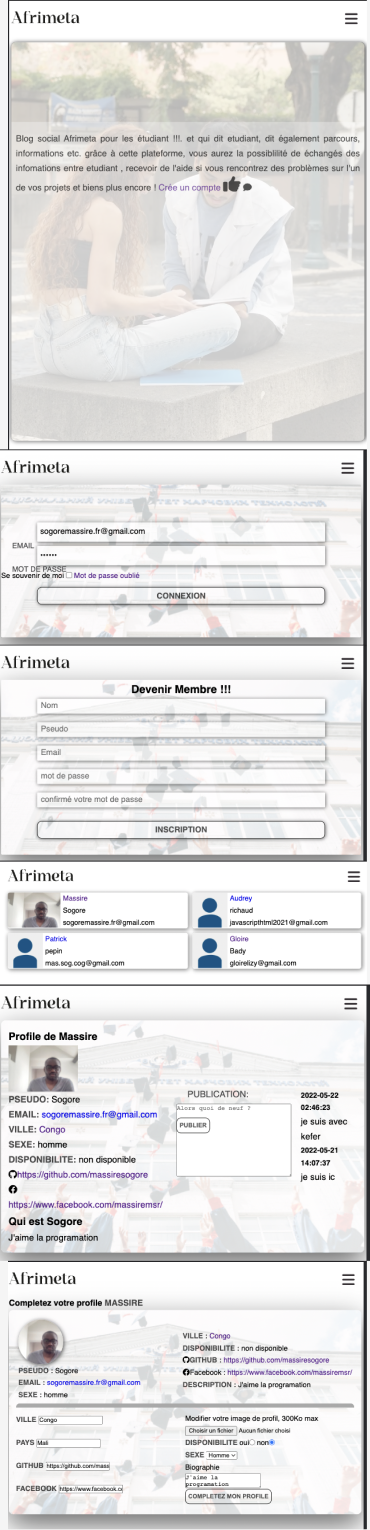 Afrimeta
Blog social Afrimeta pour les étudiant !!!. et qui dit etudiant, dit également parcours,
informations etc. grâce à cette plateforme, vous aurez la possiblilité de échangés des
infomations entre etudiant , recevoir de l'aide si vous rencontrez des problèmes sur l'un
de vos projets et biens plus encore ! Crée un compte
Afrimeta
sogoremassire.fr@gmail.com
EMAIL
••••••
MOT DE PASSE
Se souvenir de moi Mot de passe oublié
CONNEXION
Afrimeta
Devenir Membre !!!
Nom
Pseudo
Email
mot de passe
confirmé votre mot de passe
INSCRIPTION
Afrimeta
Massire
Sogore
sogoremassire.fr@gmail.com
Audrey
richaud
javascripthtml2021@gmail.com
Patrick
pepin
mas.sog.cog@gmail.com
Gloire
Bady
gloirelizy@gmail.com
Afrimeta
Profile de Massire
PSEUDO: Sogore
EMAIL: sogoremassire.fr@gmail.com
VILLE: Congo
SEXE: homme
DISPONIBILITE: non disponible
https://github.com/massiresogore
https://www.facebook.com/massiremsr/
Qui est Sogore
J'aime la programation
PUBLICATION:
Alors quoi de neuf ?
PUBLIER
2022-05-22
02:46:23
je suis avec
kefer
2022-05-21
14:07:37
je suis ic
Afrimeta
Completez votre profile MASSIRE
PSEUDO : Sogore
EMAIL : sogoremassire.fr@gmail.com
SEXE : homme
VILLE : Congo
DISPONIBILITE : non disponible
GITHUB : https://github.com/massiresogore
Facebook : https://www.facebook.com/massiremsr/
DESCRIPTION : J'aime la programation
VILLE Congo
PAYS Mali
GITHUB https://github.com/mass
FACEBOOK https://www.facebook.co
Modifier votre image de profil, 300Ko max
Choisir un fichier Aucun fichier choisi
DISPONIBILITE oui non
SEXE Homme
Biographie
J'aime la
programation
COMPLETEZ MON PROFILE